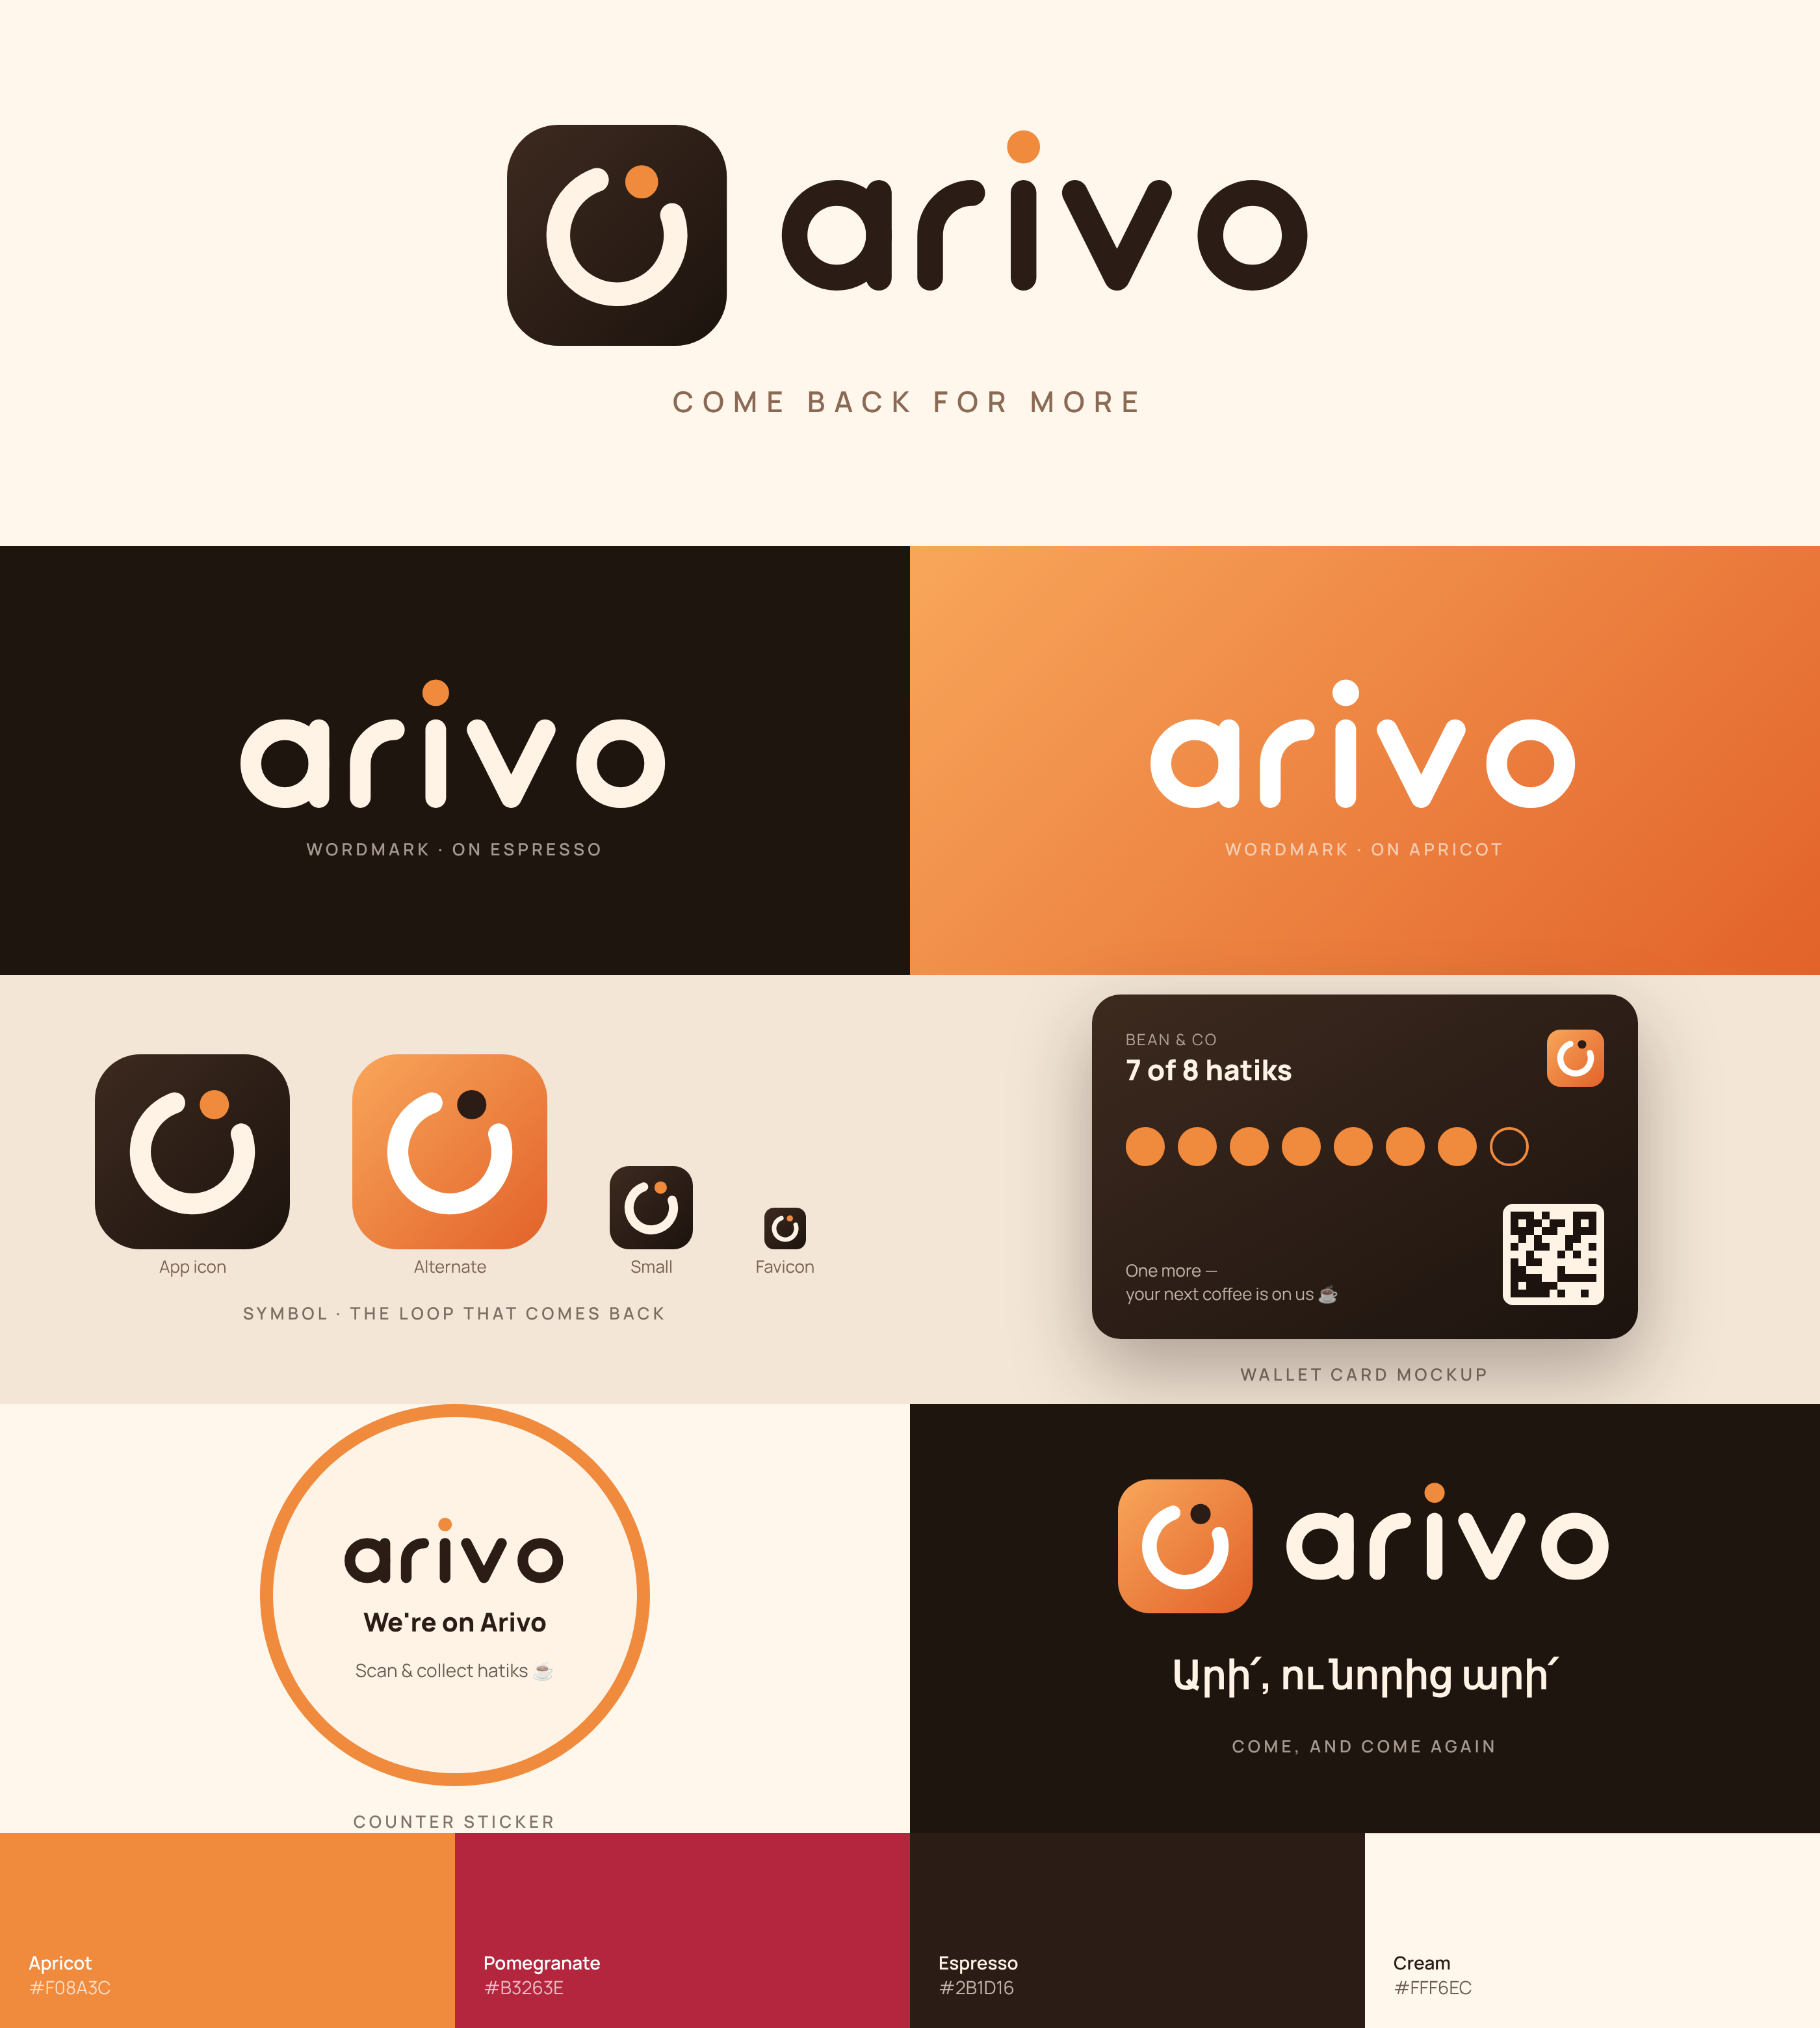 arivo
COME BACK FOR MORE
arivo
WORDMARK · ON ESPRESSO
arivo
WORDMARK · ON APRICOT
App icon
Alternate
Small
Favicon
SYMBOL · THE LOOP THAT COMES BACK
BEAN & CO
7 of 8 hatiks
One more —
your next coffee is on us ☕
WALLET CARD MOCKUP
arivo
We're on Arivo
Scan & collect hatiks ☕
COUNTER STICKER
arivo
Արի՛, ու նորից արի՛
COME, AND COME AGAIN
Apricot
#F08A3C
Pomegranate
#B3263E
Espresso
#2B1D16
Cream
#FFF6EC